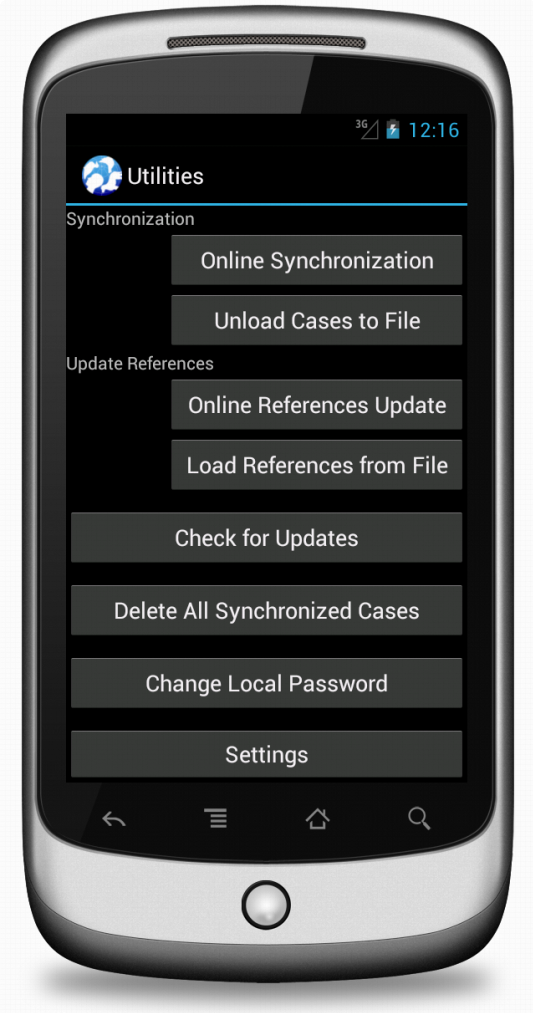 3G 12:16
Utilities
Synchronization
Online Synchronization
Unload Cases to File
Update References
Online References Update
Load References from File
Check for Updates
Delete All Synchronized Cases
Change Local Password
Settings